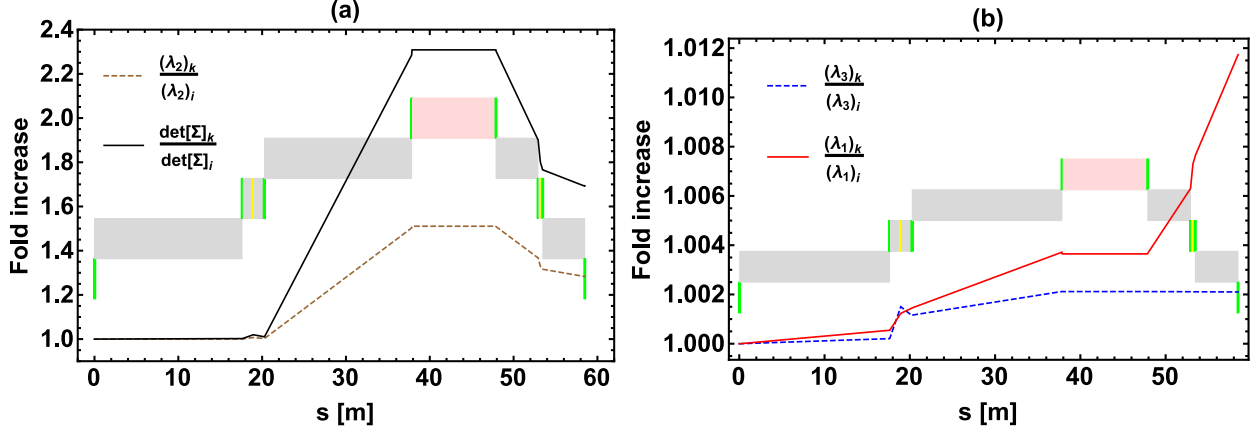 (a)
2.4
2.2
2.0
1.8
1.6
1.4
1.2
1.0
Fold increase
(λ₂)ₖ
(λ₂)ᵢ
det[Σ]ₖ
det[Σ]ᵢ
0 10 20 30 40 50 60
s [m]
(b)
1.012
1.010
1.008
1.006
1.004
1.002
1.000
Fold increase
(λ₃)ₖ
(λ₃)ᵢ
(λ₁)ₖ
(λ₁)ᵢ
0 10 20 30 40 50
s [m]